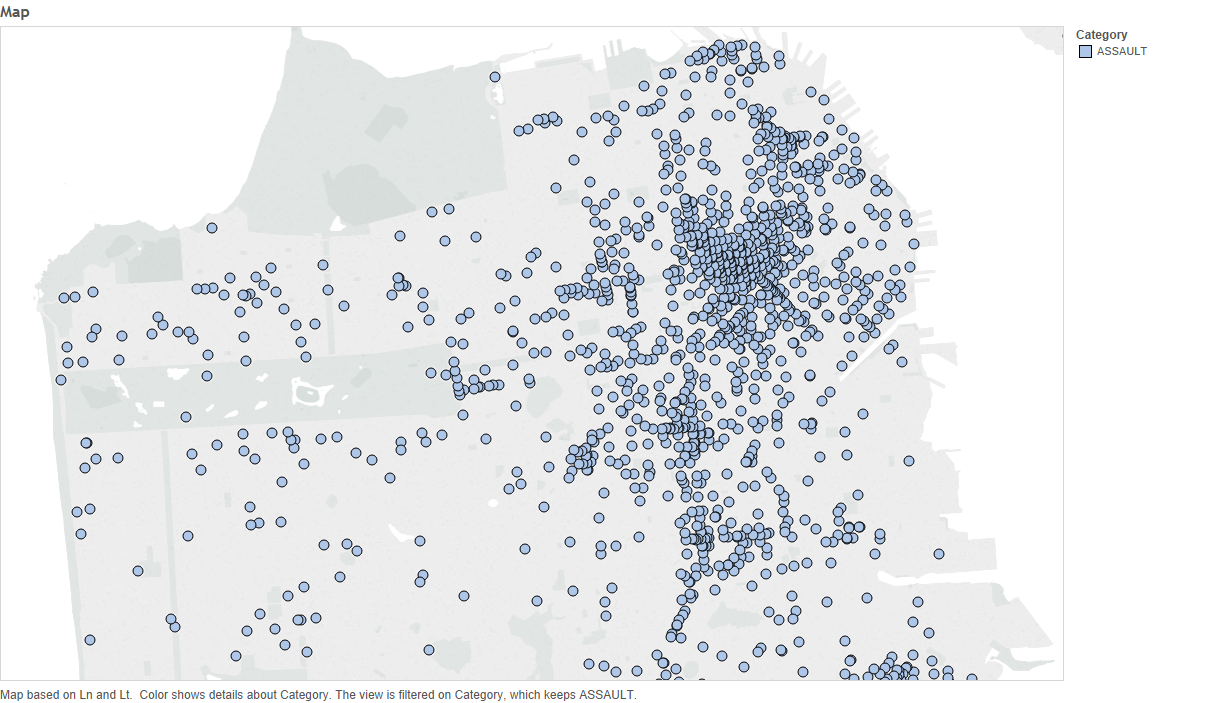 Map
Category
ASSAULT
Map based on Ln and Lt.  Color shows details about Category. The view is filtered on Category, which keeps ASSAULT.